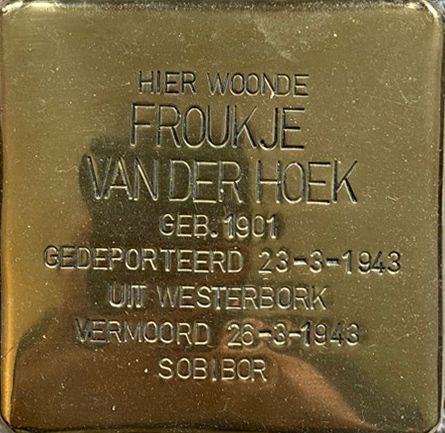 HIER WOONDE
FROUKJE
VAN DER HOEK
GEB. 1901
GEDEPORTEERD 23-3-1943
UIT WESTERBORK
VERMOORD 26-3-1943
SOBIBOR